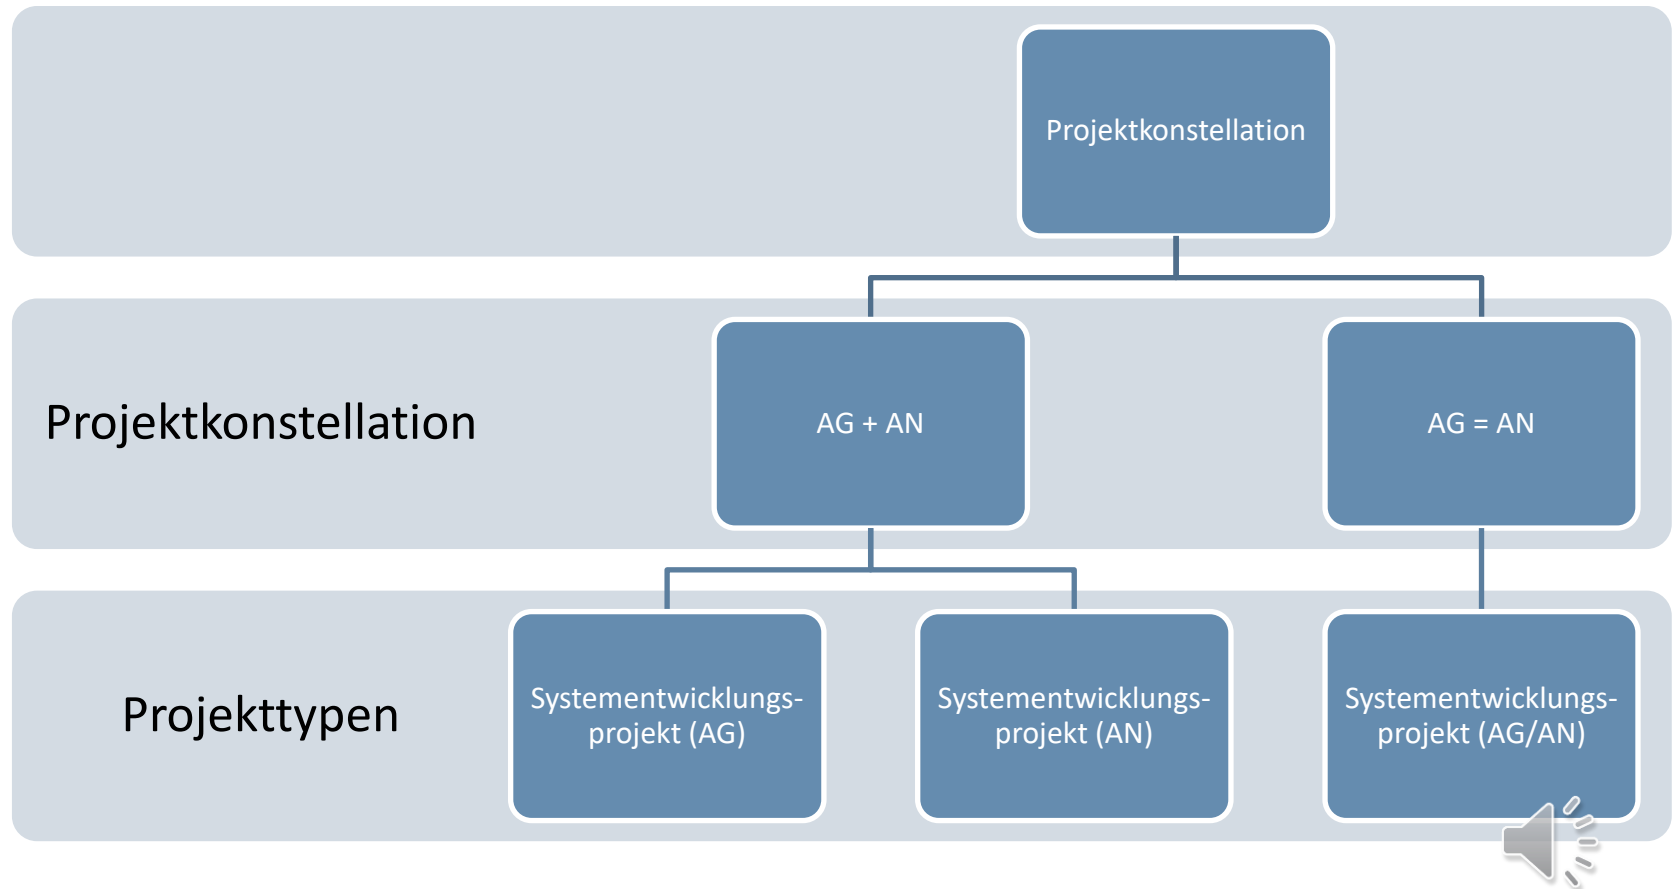 Projektkonstellation
Projektkonstellation
AG + AN
AG = AN
Projekttypen
Systementwicklungs-
projekt (AG)
Systementwicklungs-
projekt (AN)
Systementwicklungs-
projekt (AG/AN)